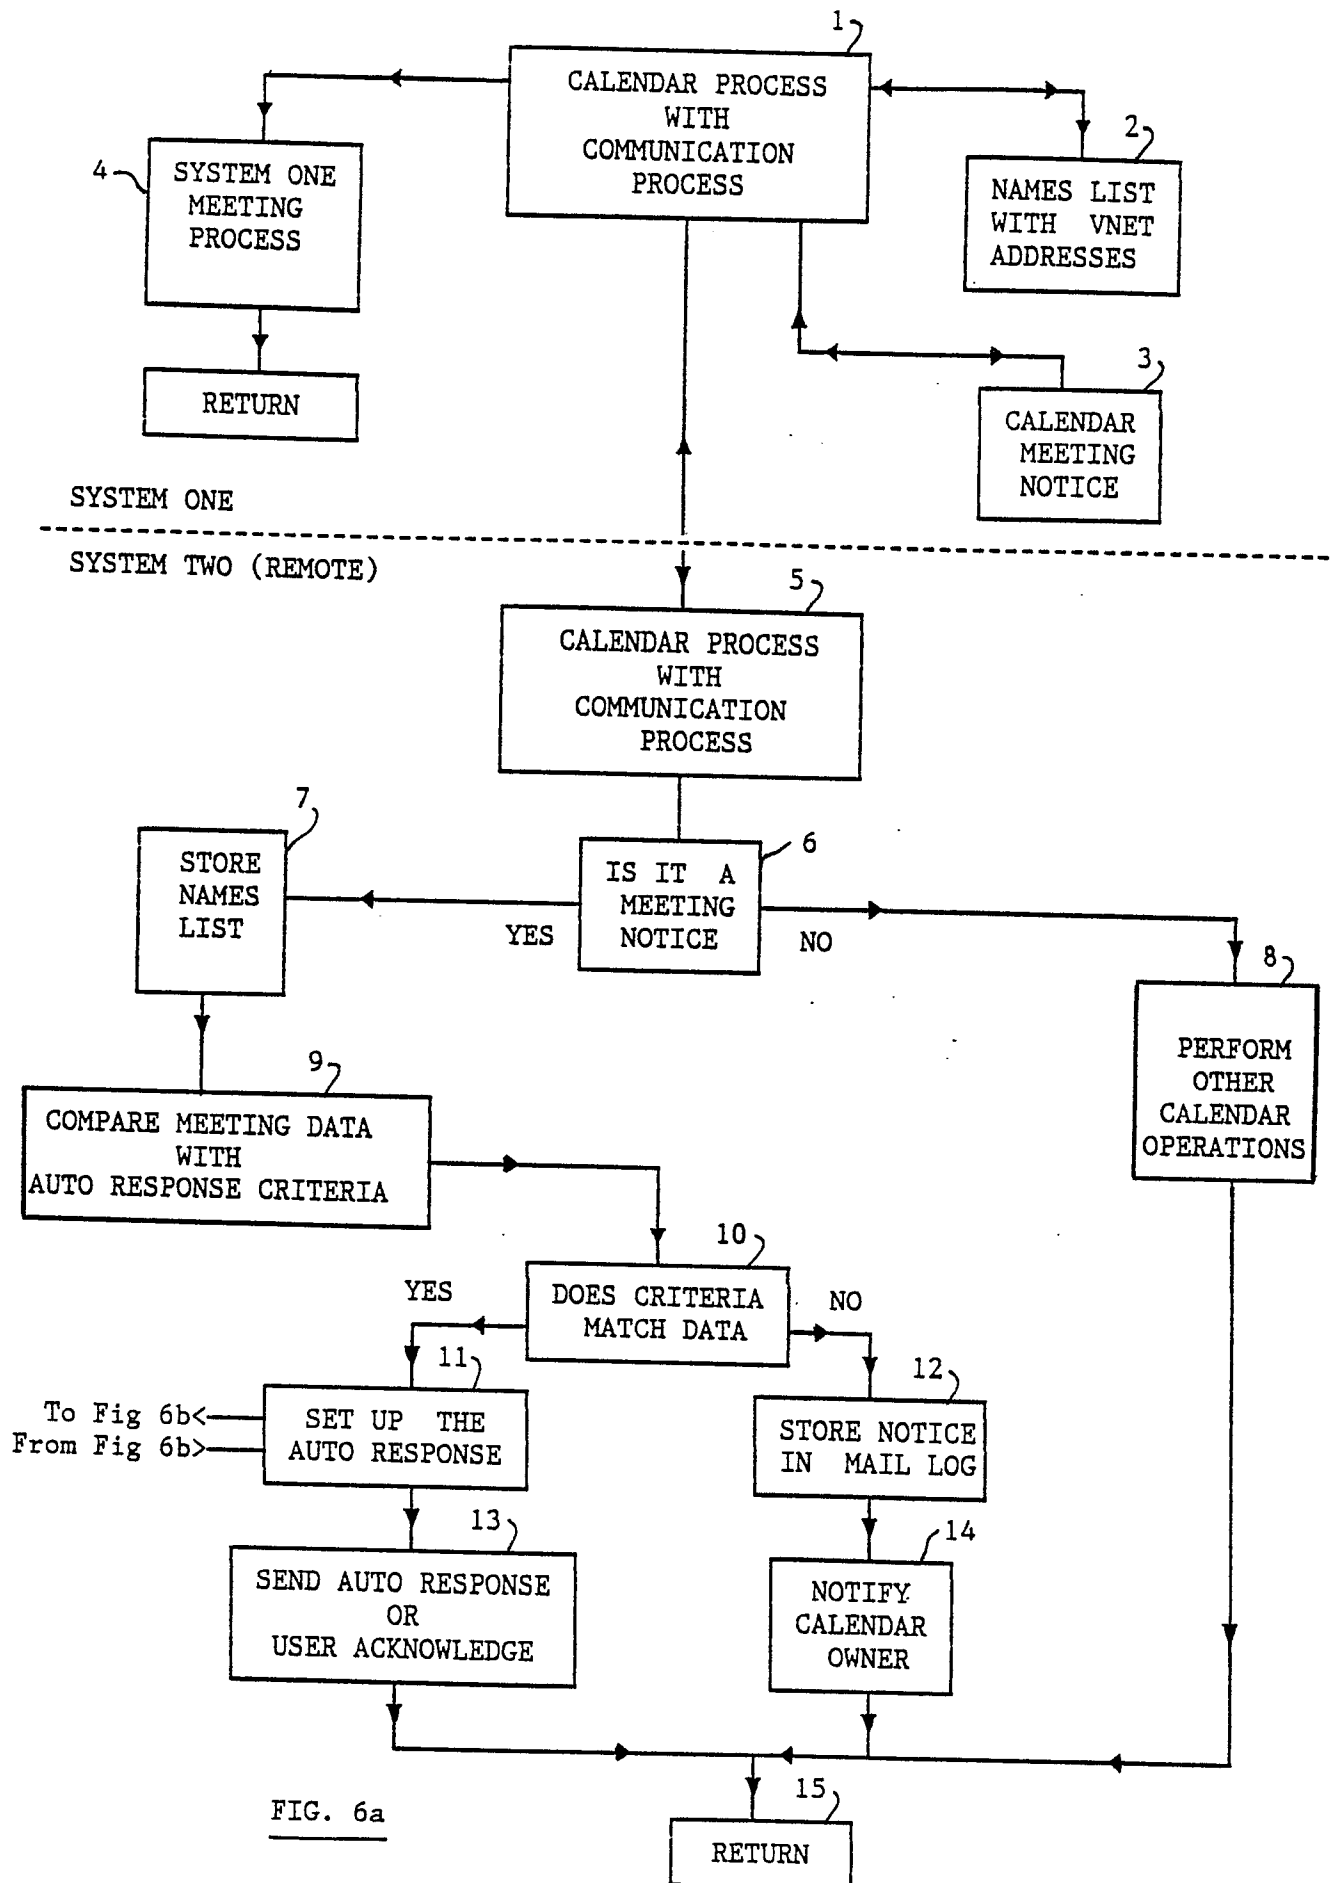 1
CALENDAR PROCESS
WITH
COMMUNICATION
PROCESS
2
NAMES LIST
WITH VNET
ADDRESSES
4
SYSTEM ONE
MEETING
PROCESS
RETURN
3
CALENDAR
MEETING
NOTICE
SYSTEM ONE
SYSTEM TWO (REMOTE)
5
CALENDAR PROCESS
WITH
COMMUNICATION
PROCESS
6
IS IT A
MEETING
NOTICE
YES
NO
7
STORE
NAMES
LIST
8
PERFORM
OTHER
CALENDAR
OPERATIONS
9
COMPARE MEETING DATA
WITH
AUTO RESPONSE CRITERIA
10
DOES CRITERIA
MATCH DATA
YES
NO
11
SET UP THE
AUTO RESPONSE
To Fig 6b<
From Fig 6b>
12
STORE NOTICE
IN MAIL LOG
13
SEND AUTO RESPONSE
OR
USER ACKNOWLEDGE
14
NOTIFY
CALENDAR
OWNER
15
RETURN
FIG. 6a